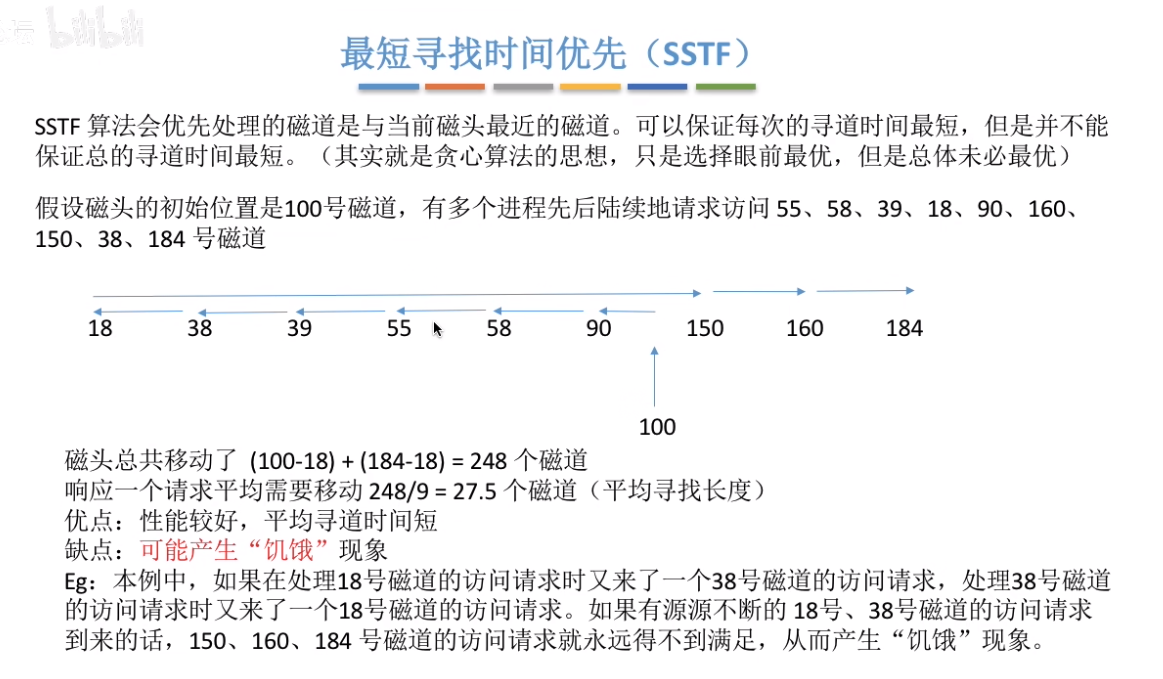 bilibili
最短寻找时间优先（SSTF）
SSTF 算法会优先处理的磁道是与当前磁头最近的磁道。可以保证每次的寻道时间最短，但是并不能
保证总的寻道时间最短。（其实就是贪心算法的思想，只是选择眼前最优，但是总体未必最优）
假设磁头的初始位置是100号磁道，有多个进程先后陆续地请求访问 55、58、39、18、90、160、
150、38、184 号磁道
18 38 39 55 58 90 150 160 184
100
磁头总共移动了 (100-18) + (184-18) = 248 个磁道
响应一个请求平均需要移动 248/9 = 27.5 个磁道（平均寻找长度）
优点：性能较好，平均寻道时间短
缺点：可能产生“饥饿”现象
Eg：本例中，如果在处理18号磁道的访问请求时又来了一个38号磁道的访问请求，处理38号磁道
的访问请求时又来了一个18号磁道的访问请求。如果有源源不断的 18号、38号磁道的访问请求
到来的话，150、160、184 号磁道的访问请求就永远得不到满足，从而产生“饥饿”现象。